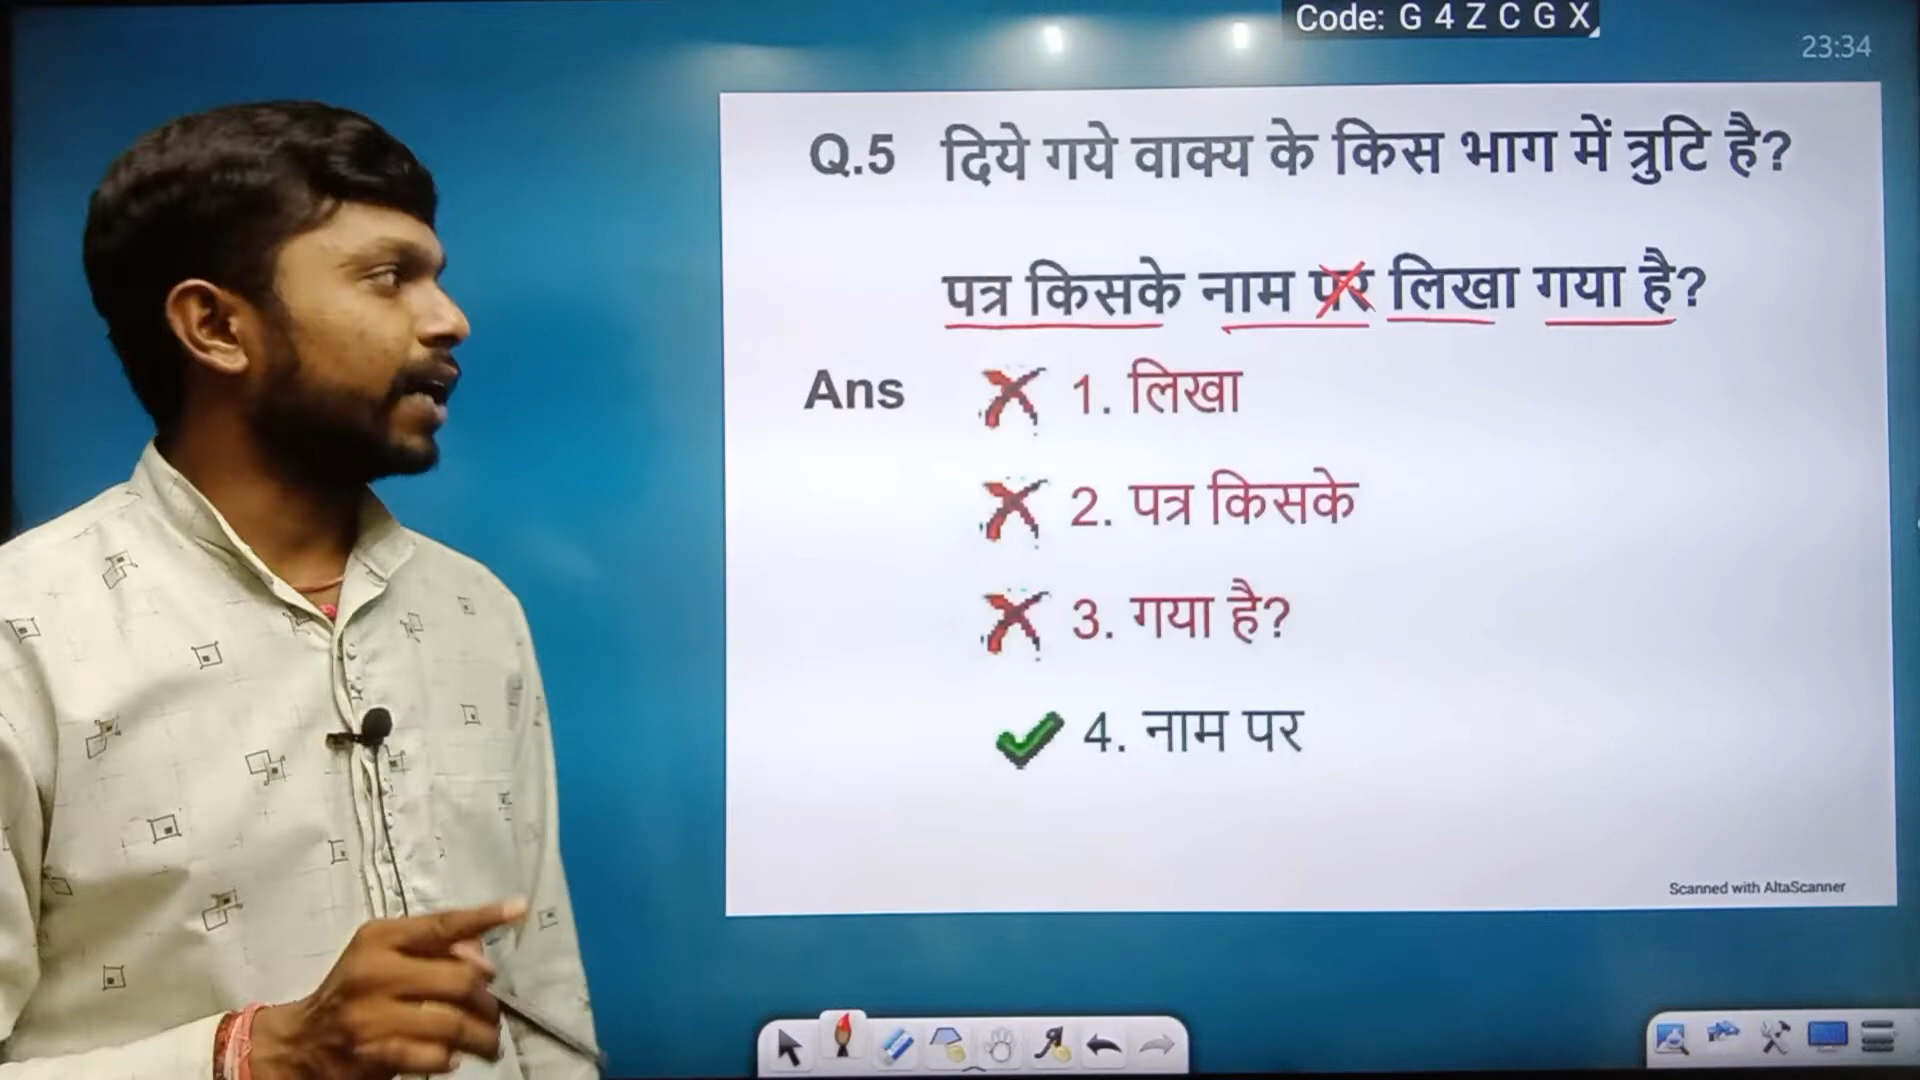 Code: G 4 Z C G X
23:34
Q.5 दिये गये वाक्य के किस भाग में त्रुटि है?
पत्र किसके नाम पर लिखा गया है?
Ans 1. लिखा
2. पत्र किसके
3. गया है?
4. नाम पर
Scanned with AltaScanner